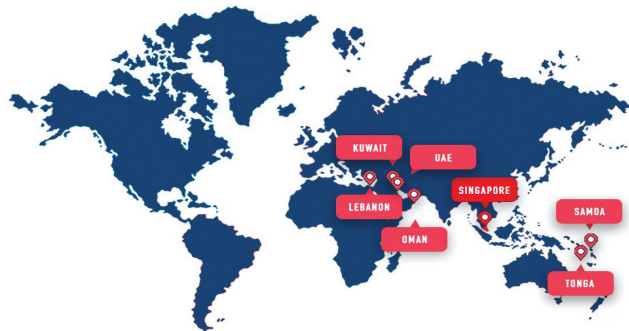 KUWAIT
UAE
SINGAPORE
LEBANON
SAMOA
OMAN
TONGA